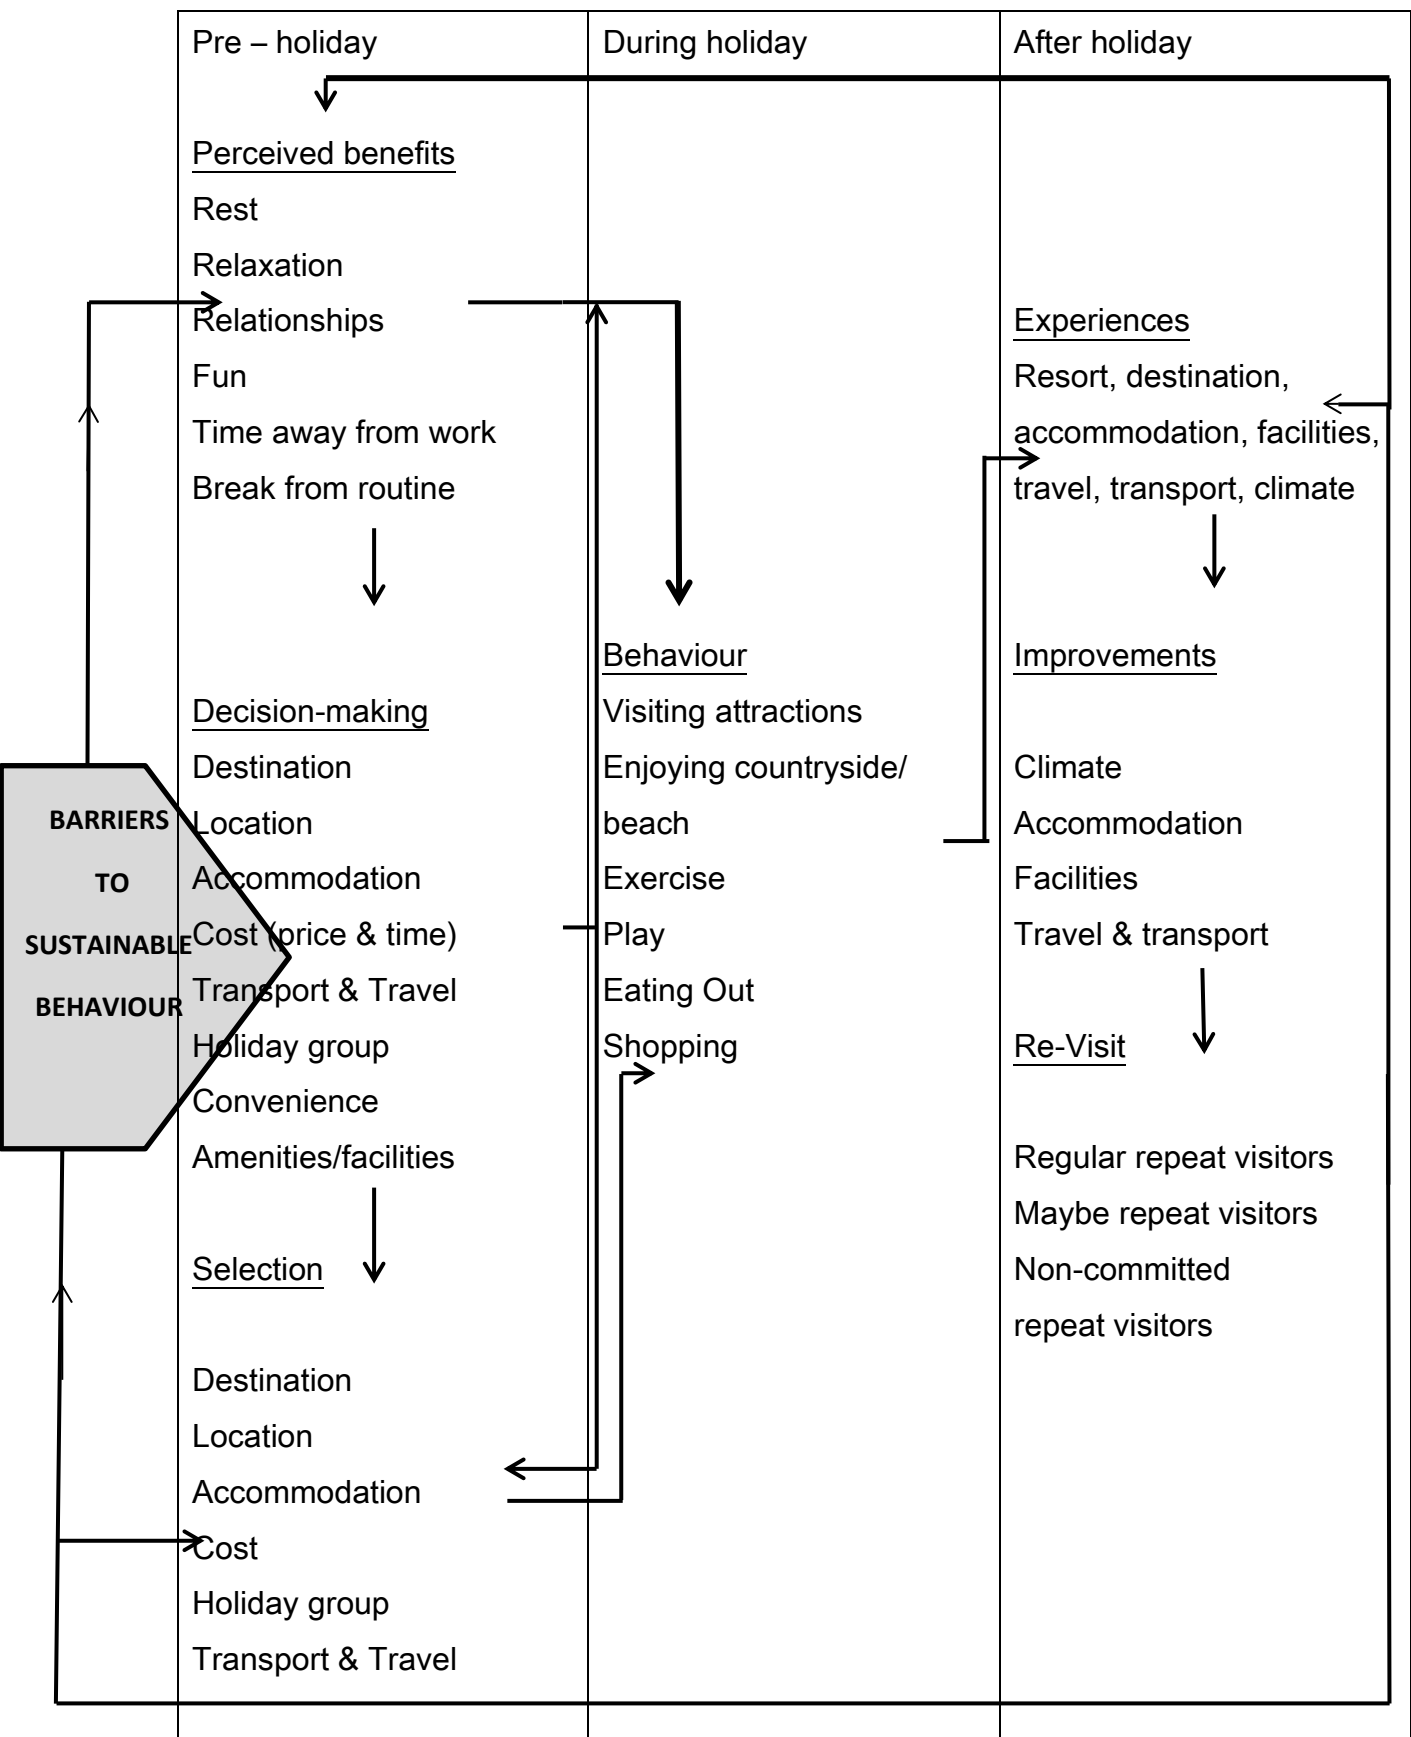 Pre – holiday
Perceived benefits
Rest
Relaxation
Relationships
Fun
Time away from work
Break from routine
Decision-making
Destination
Location
Accommodation
Cost (price & time)
Transport & Travel
Holiday group
Convenience
Amenities/facilities
Selection
Destination
Location
Accommodation
Cost
Holiday group
Transport & Travel
BARRIERS
TO
SUSTAINABLE
BEHAVIOUR
During holiday
Behaviour
Visiting attractions
Enjoying countryside/
beach
Exercise
Play
Eating Out
Shopping
After holiday
Experiences
Resort, destination,
accommodation, facilities,
travel, transport, climate
Improvements
Climate
Accommodation
Facilities
Travel & transport
Re-Visit
Regular repeat visitors
Maybe repeat visitors
Non-committed
repeat visitors